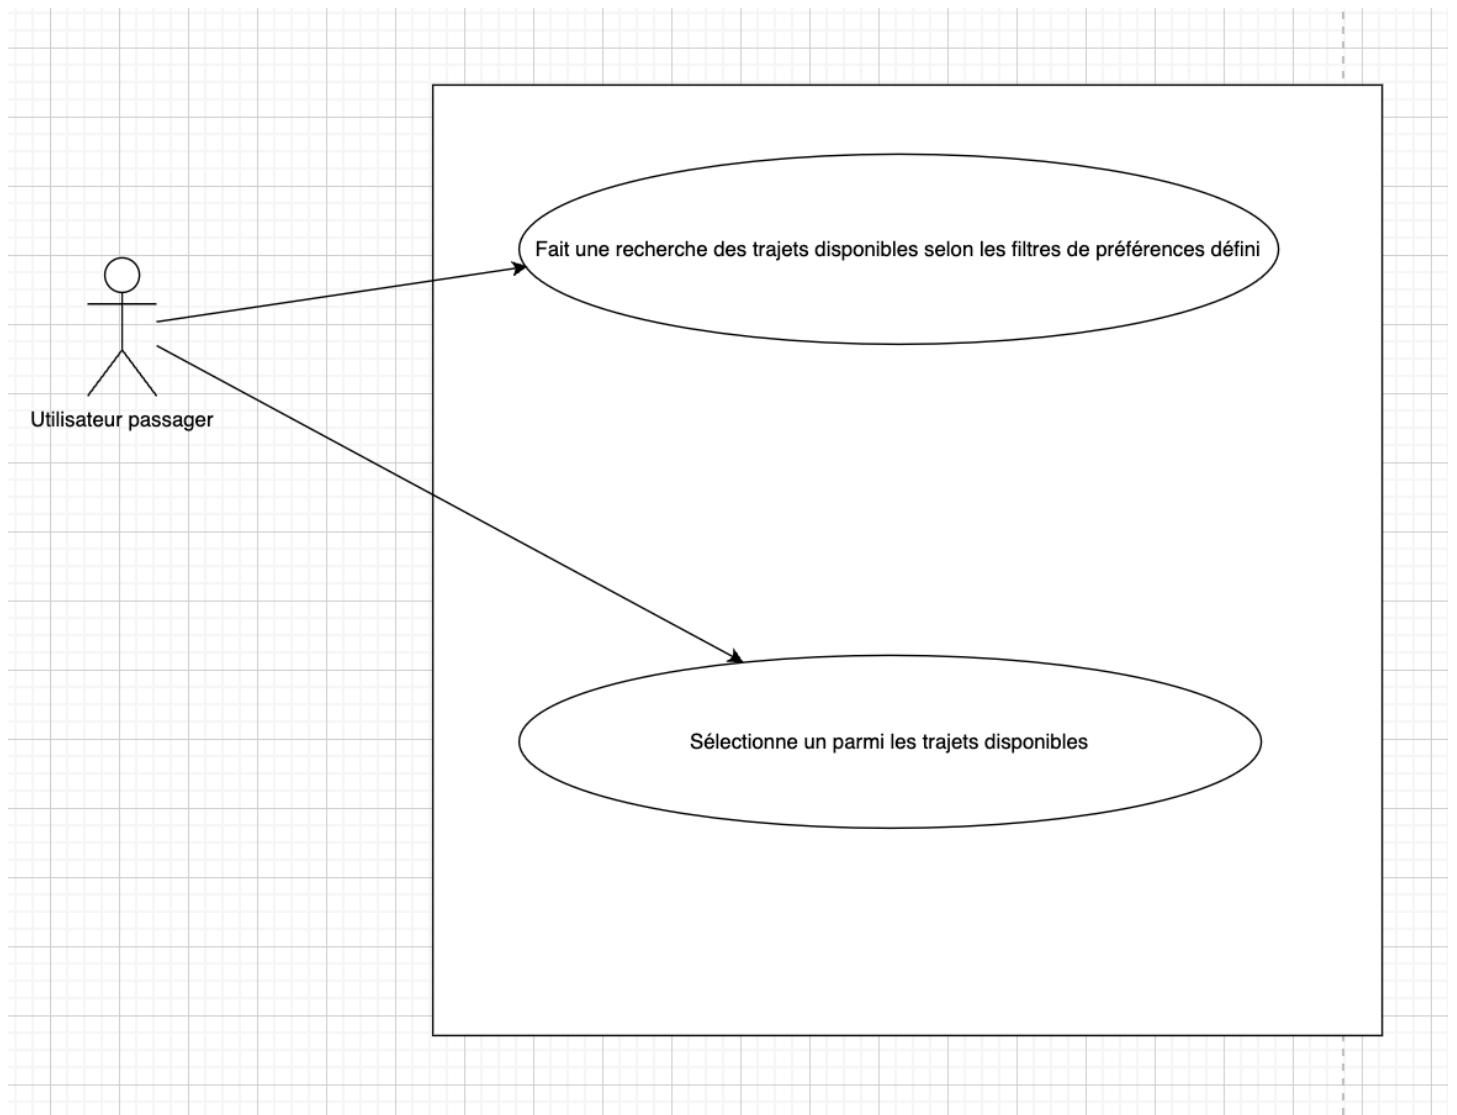 Fait une recherche des trajets disponibles selon les filtres de préférences défini
Utilisateur passager
Sélectionne un parmi les trajets disponibles